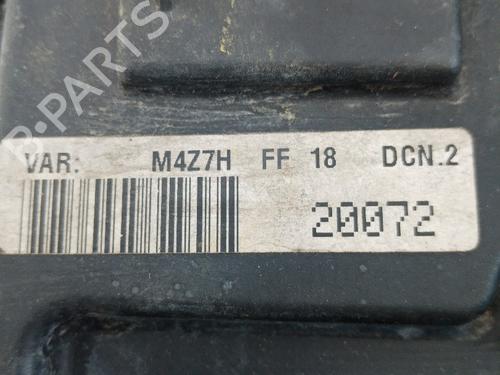 B-PARTS
VAR: M4Z7H FF 18 DCN.2
20072